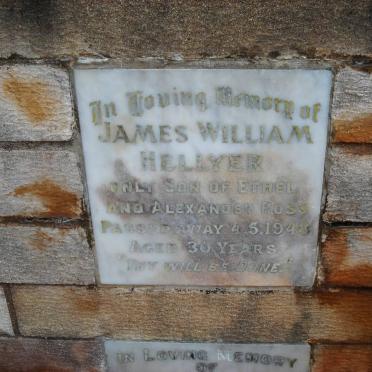 In Loving Memory of
JAMES WILLIAM
HELLYER
ONLY SON OF ETHEL
AND ALEXANDER ROSS
PASSED AWAY 4.5.194
AGED 30 YEARS
"THY WILL BE DONE"
IN LOVING MEMORY
OF